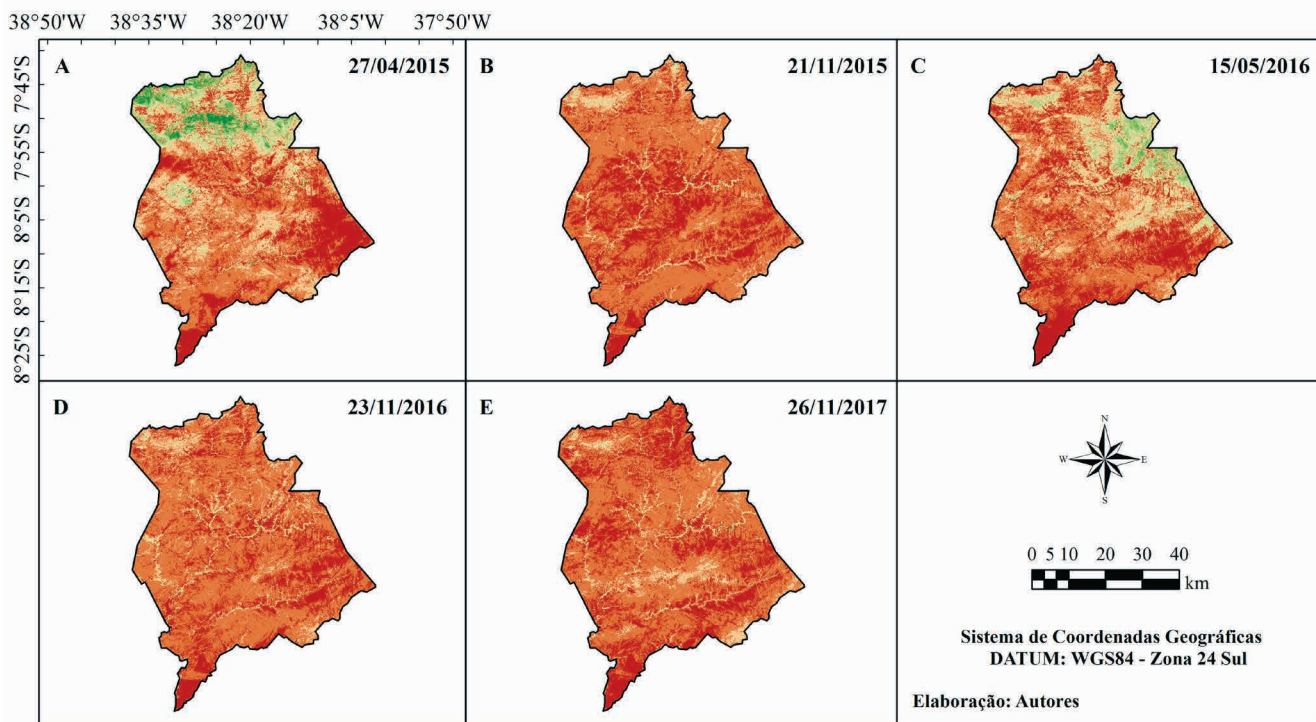 38°50'W 38°35'W 38°20'W 38°5'W 37°50'W
7°45'S
7°55'S
8°5'S
8°15'S
8°25'S
A 27/04/2015
B 21/11/2015
C 15/05/2016
D 23/11/2016
E 26/11/2017
N
W E
S
0 5 10 20 30 40
km
Sistema de Coordenadas Geográficas
DATUM: WGS84 - Zona 24 Sul
Elaboração: Autores